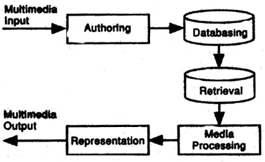 Multimedia
Input
Authoring
Databasing
Retrieval
Multimedia
Output
Representation
Media
Processing